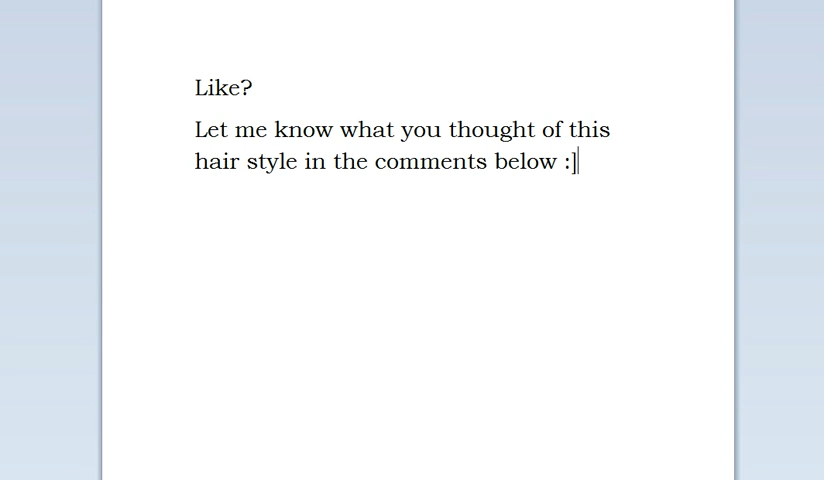 Like?
Let me know what you thought of this
hair style in the comments below :]